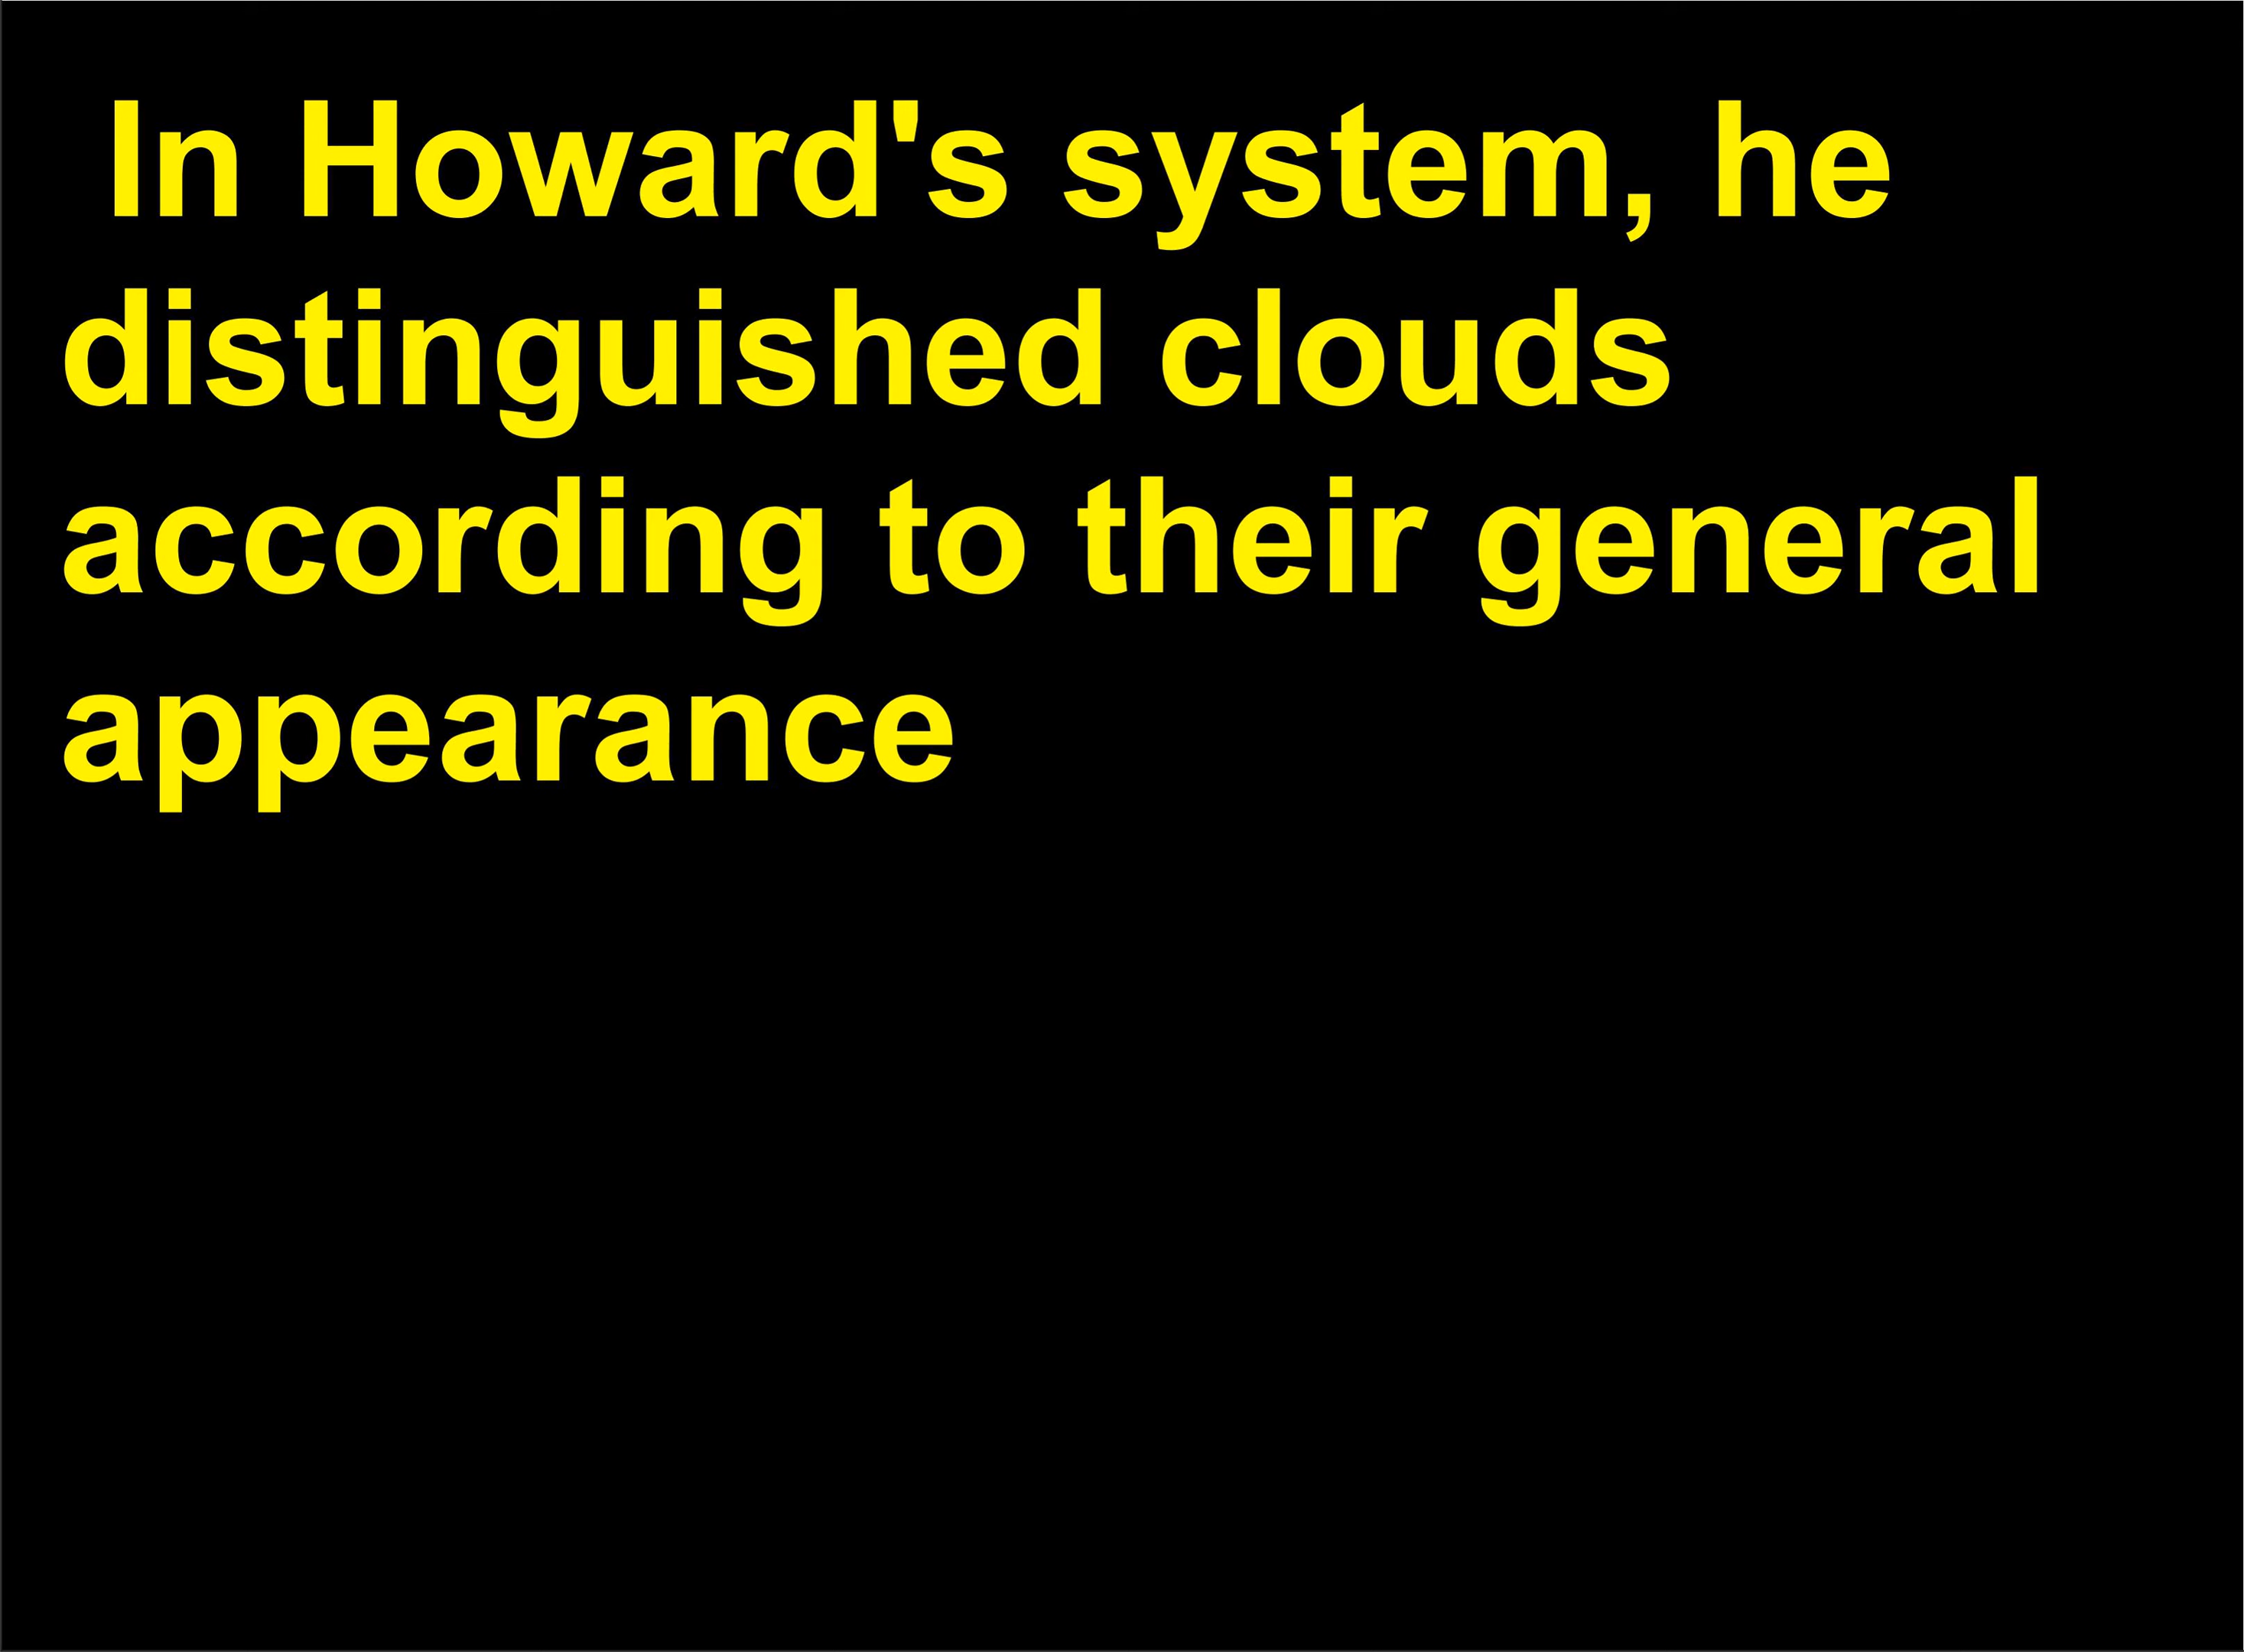 In Howard's system, he
distinguished clouds
according to their general
appearance